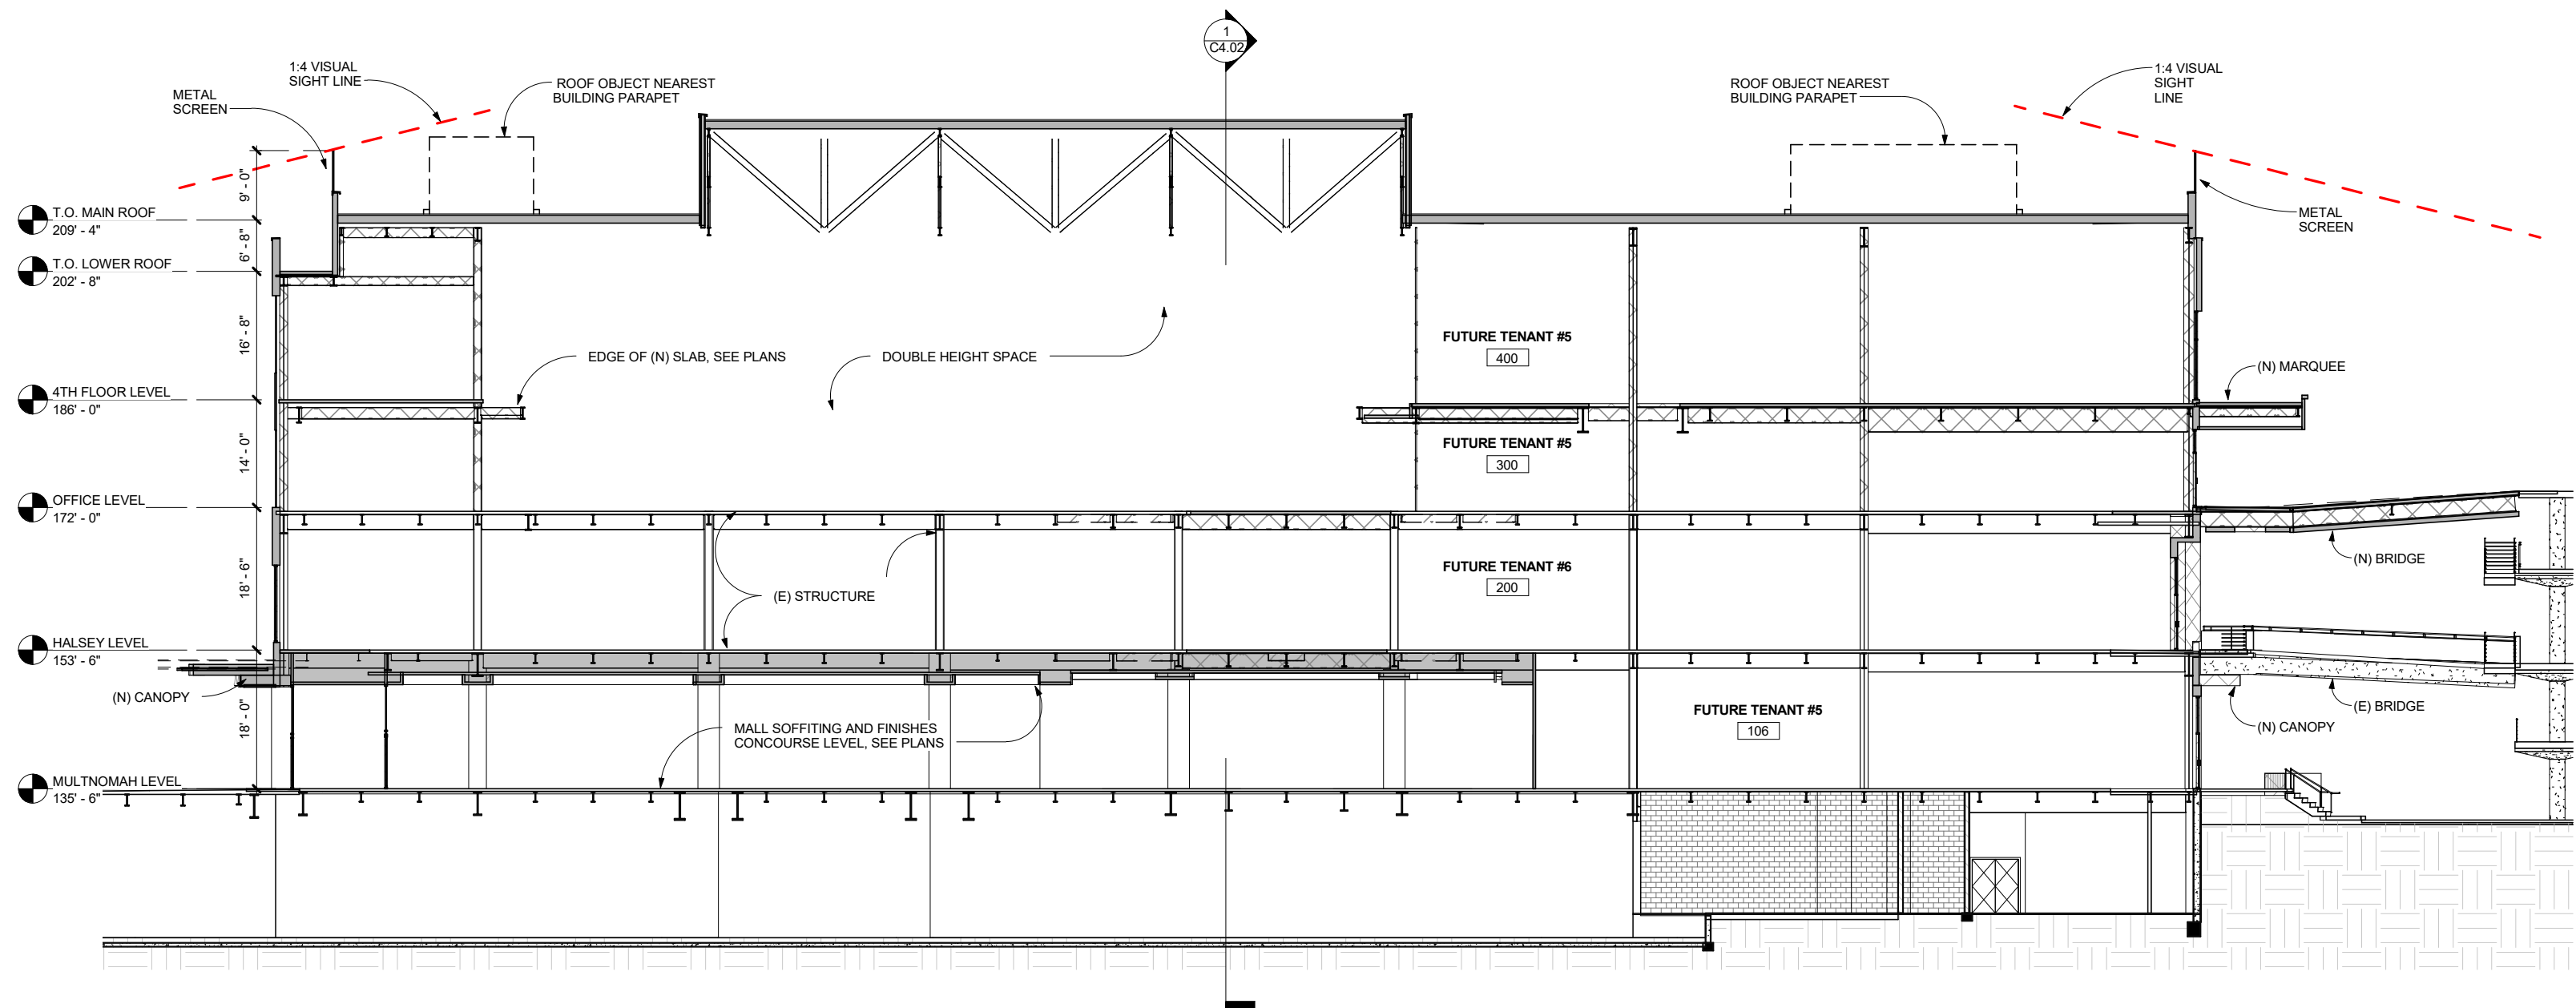 1
C4.02
1:4 VISUAL
SIGHT LINE
METAL
SCREEN
ROOF OBJECT NEAREST
BUILDING PARAPET
ROOF OBJECT NEAREST
BUILDING PARAPET
1:4 VISUAL
SIGHT
LINE
METAL
SCREEN
9' - 0"
T.O. MAIN ROOF
209' - 4"
6' - 8"
T.O. LOWER ROOF
202' - 8"
16' - 8"
EDGE OF (N) SLAB, SEE PLANS
DOUBLE HEIGHT SPACE
FUTURE TENANT #5
400
(N) MARQUEE
4TH FLOOR LEVEL
186' - 0"
14' - 0"
FUTURE TENANT #5
300
OFFICE LEVEL
172' - 0"
18' - 6"
(E) STRUCTURE
FUTURE TENANT #6
200
(N) BRIDGE
HALSEY LEVEL
153' - 6"
(N) CANOPY
18' - 0"
MALL SOFFITING AND FINISHES
CONCOURSE LEVEL, SEE PLANS
FUTURE TENANT #5
106
(E) BRIDGE
(N) CANOPY
MULTNOMAH LEVEL
135' - 6"